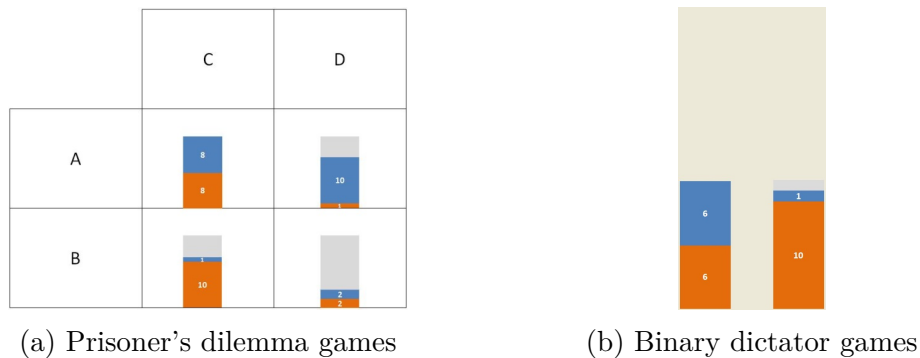 C D
A 8 10
8 1
B 1 2
10 2
6 1
6 10
(a) Prisoner's dilemma games
(b) Binary dictator games